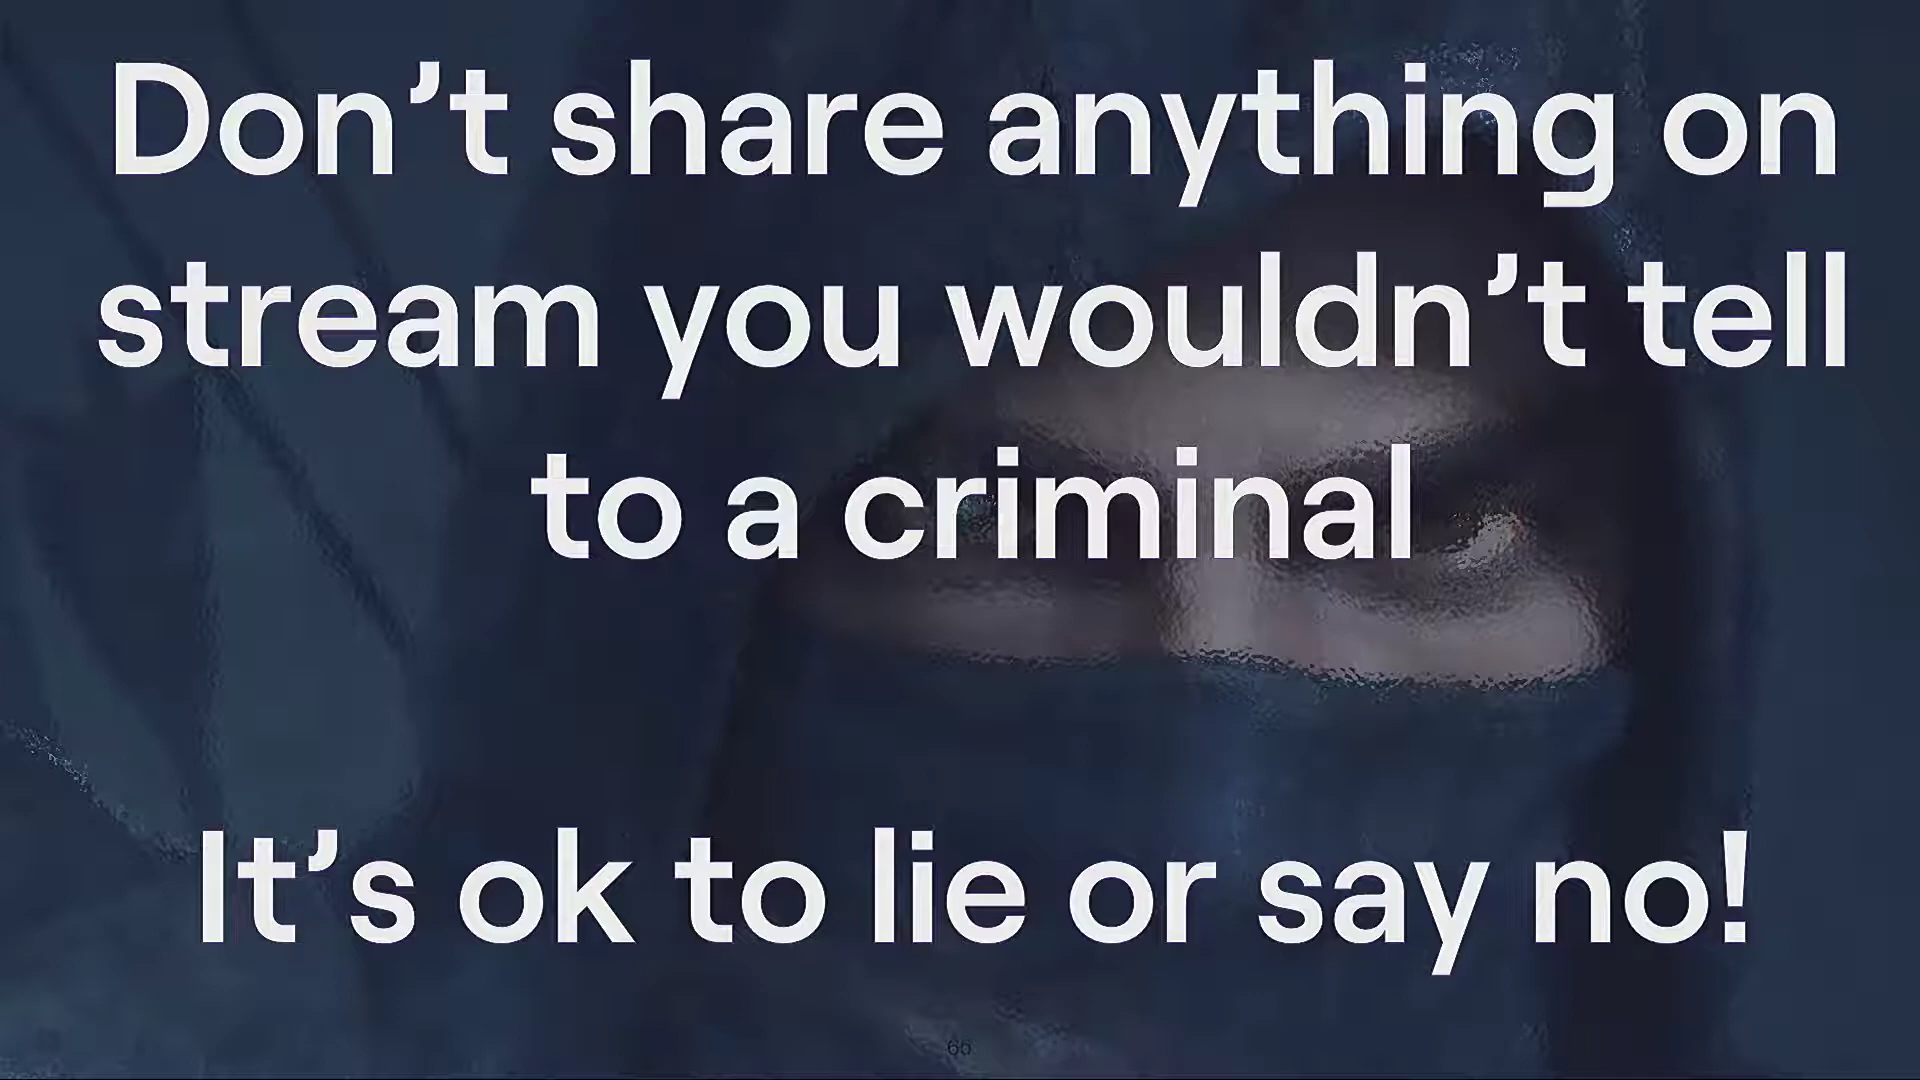 Don’t share anything on
stream you wouldn’t tell
to a criminal
It’s ok to lie or say no!